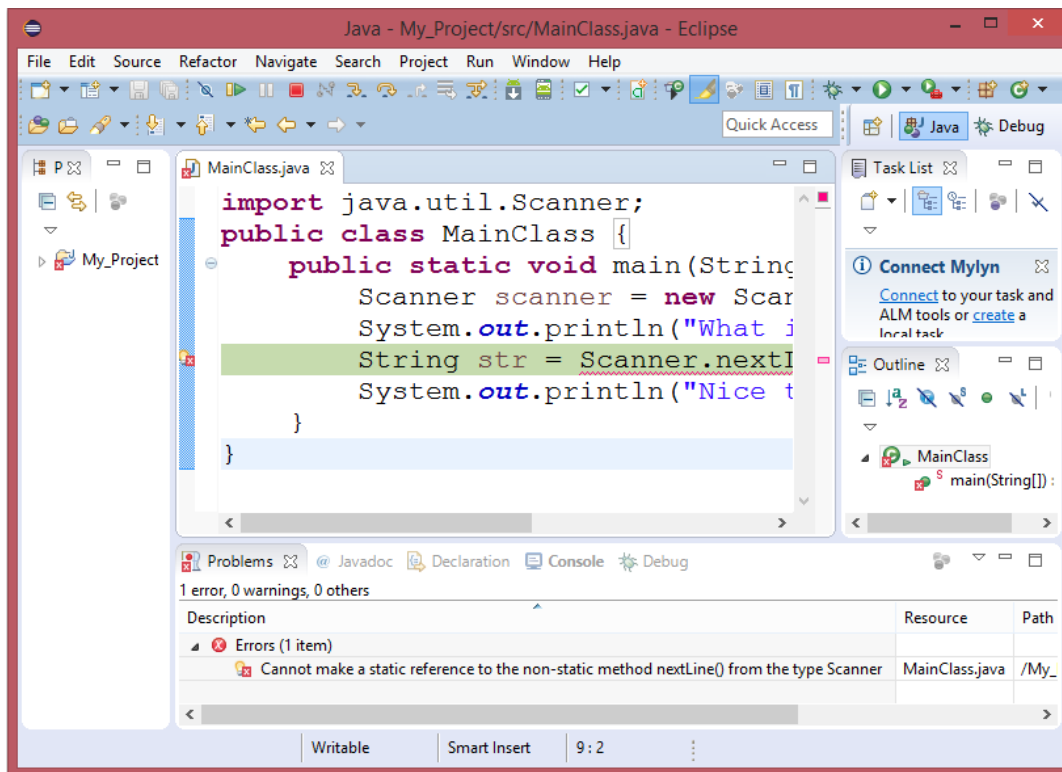 Java - My_Project/src/MainClass.java - Eclipse
File Edit Source Refactor Navigate Search Project Run Window Help
Quick Access Java Debug
P
MainClass.java
Task List
import java.util.Scanner;
public class MainClass {
public static void main(String
Scanner scanner = new Scan
System.out.println("What i
String str = Scanner.nextL
System.out.println("Nice t
}
}
My_Project
Connect Mylyn
Connect to your task and
ALM tools or create a
local task
Outline
MainClass
main(String[]) :
Problems @ Javadoc Declaration Console Debug
1 error, 0 warnings, 0 others
Description Resource Path
Errors (1 item)
Cannot make a static reference to the non-static method nextLine() from the type Scanner MainClass.java /My_
Writable Smart Insert 9 : 2